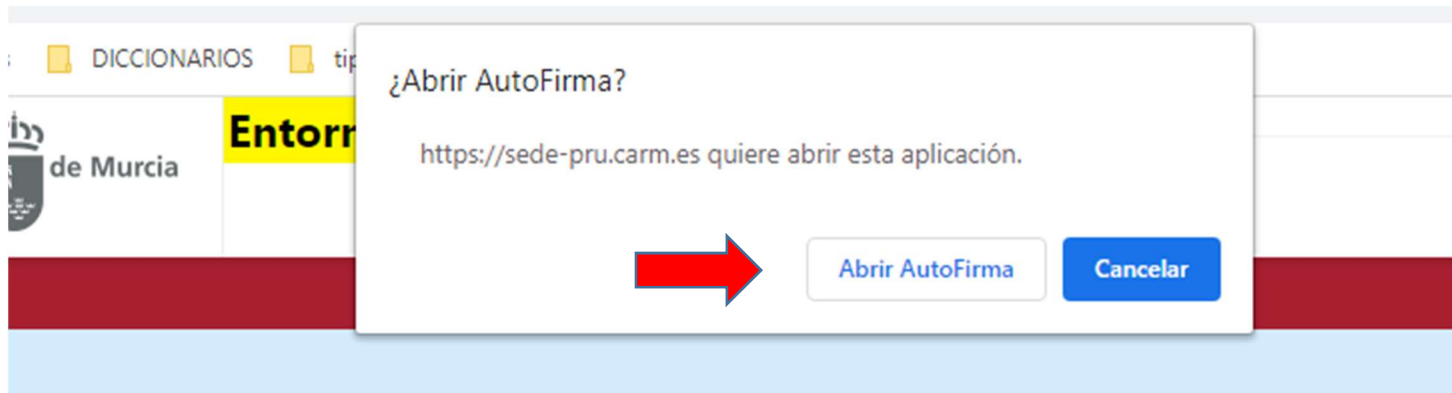 DICCIONARIOS
¿Abrir AutoFirma?
https://sede-pru.carm.es quiere abrir esta aplicación.
de Murcia
Abrir AutoFirma
Cancelar